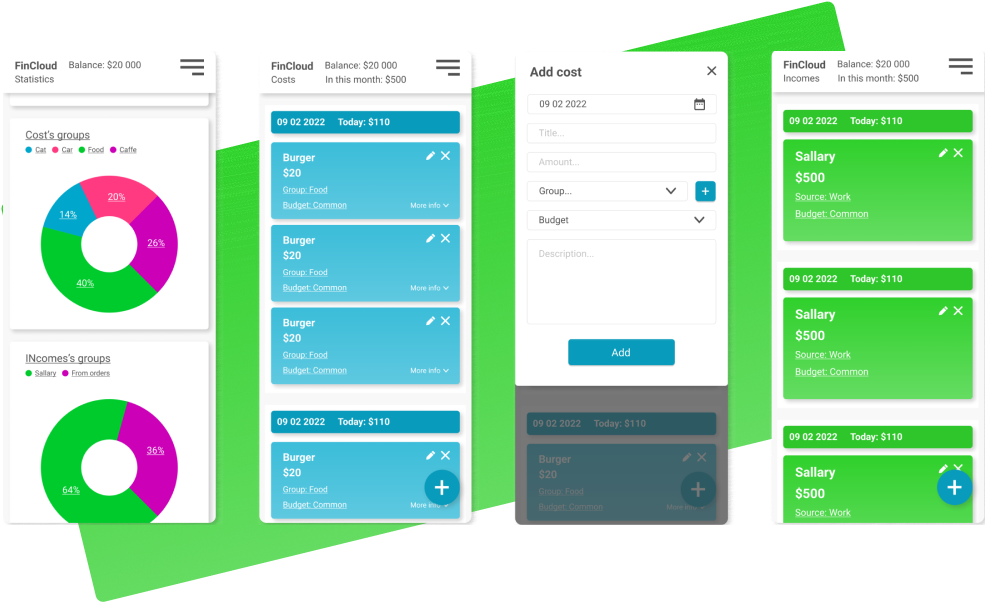 FinCloud Balance: $20 000
Statistics
Cost's groups
Cat Car Food Caffe
20%
14%
26%
40%
INcomes's groups
Sallary From orders
36%
64%
FinCloud Balance: $20 000
Costs In this month: $500
09 02 2022 Today: $110
Burger
$20
Group: Food
Budget: Common More info
Burger
$20
Group: Food
Budget: Common More info
Burger
$20
Group: Food
Budget: Common More info
09 02 2022 Today: $110
Burger
$20
Group: Food
Budget: Common More info
Add cost
09 02 2022
Title...
Amount...
Group...
Budget
Description...
Add
09 02 2022 Today: $110
Burger
$20
Group: Food
Budget: Common More info
FinCloud Balance: $20 000
Incomes In this month: $500
09 02 2022 Today: $110
Sallary
$500
Source: Work
Budget: Common
09 02 2022 Today: $110
Sallary
$500
Source: Work
Budget: Common
09 02 2022 Today: $110
Sallary
$500
Source: Work